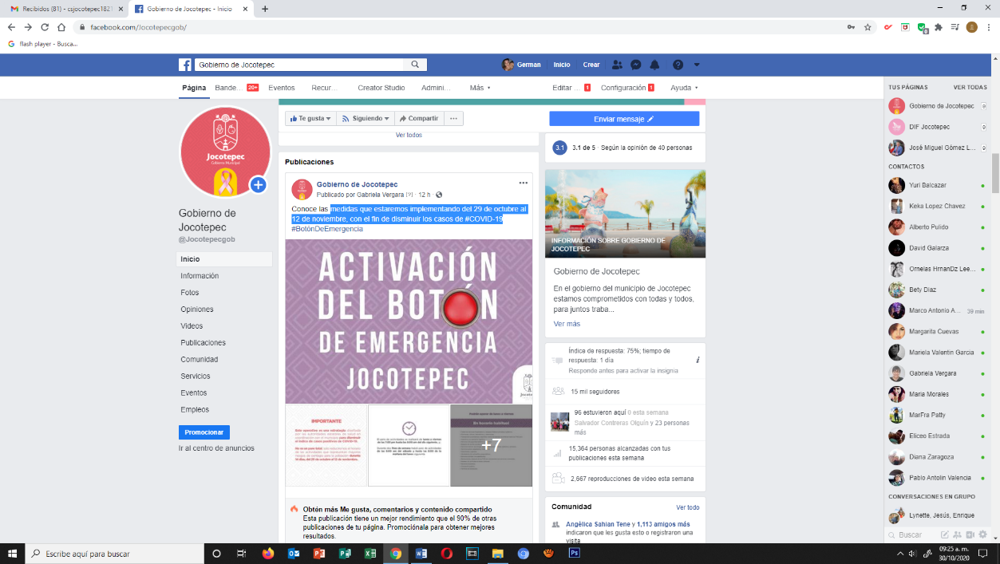 Recibidos (81) - csjocotepec1821
Gobierno de Jocotepec - Inicio
facebook.com/Jocotepecgob/
flash player - Busca...
Gobierno de Jocotepec
German
Inicio
Crear
Página
Bande...
20+
Eventos
Recur...
Creator Studio
Admini...
Más
Editar ...
1
Configuración
1
Ayuda
Te gusta
Siguiendo
Compartir
Enviar mensaje
Ver todos
Jocotepec
Gobierno Municipal
Gobierno de
Jocotepec
@Jocotepecgob
Inicio
Información
Fotos
Opiniones
Videos
Publicaciones
Comunidad
Servicios
Eventos
Empleos
Promocionar
Ir al centro de anuncios
Publicaciones
Gobierno de Jocotepec
Publicado por Gabriela Vergara [?] · 12 h ·
Conoce las medidas que estaremos implementando del 29 de octubre al
12 de noviembre, con el fin de disminuir los casos de #COVID-19
#BotónDeEmergencia
ACTIVACIÓN
DEL BOTÓN
DE EMERGENCIA
JOCOTEPEC
IMPORTANTE
+7
Obtén más Me gusta, comentarios y contenido compartido
Esta publicación tiene un mejor rendimiento que el 90% de otras
publicaciones de tu página. Promociónala para obtener mejores
resultados.
3.1
3.1 de 5 · Según la opinión de 40 personas
INFORMACIÓN SOBRE GOBIERNO DE
JOCOTEPEC
Gobierno de Jocotepec
En el gobierno del municipio de Jocotepec
estamos comprometidos con todas y todos,
para juntos traba...
Ver más
Índice de respuesta: 75%; tiempo de
respuesta: 1 día
Responde antes para activar la insignia
15 mil seguidores
96 estuvieron aquí 0 esta semana
Salvador Contreras Olguín y 23 personas
más
15,364 personas alcanzadas con tus
publicaciones esta semana
2,667 reproducciones de video esta semana
Comunidad
Ver todo
Angélica Sahian Tene y 1,113 amigos más
indicaron que les gusta esto o registraron una
visita
TUS PÁGINAS
VER TODAS
Gobierno de Jocotepec
0
DIF Jocotepec
0
José Miguel Gómez L...
0
CONTACTOS
Yuri Balcazar
Keka Lopez Chavez
Alberto Pulido
David Galarza
Ornelas HrnanDz Lee...
Bety Diaz
Marco Antonio A...
39 min
Margarita Cuevas
Mariela Valentin Garcia
Gabriela Vergara
Maria Morales
MarFra Patty
Eliceo Estrada
Diana Zaragoza
Pablo Antolin Valencia
CONVERSACIONES EN GRUPO
Lynette, Jesús, Enrique
Buscar
Escribe aquí para buscar
09:25 a. m.
30/10/2020